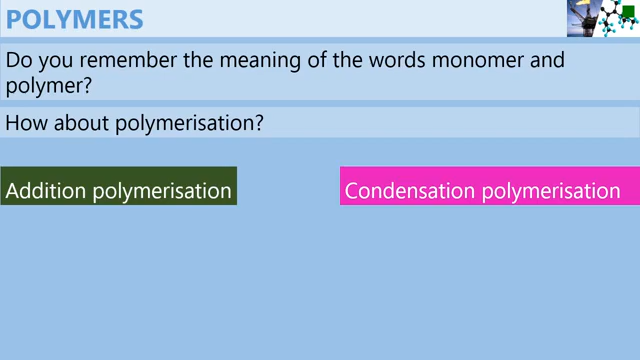 POLYMERS
Do you remember the meaning of the words monomer and
polymer?
How about polymerisation?
Addition polymerisation
Condensation polymerisation